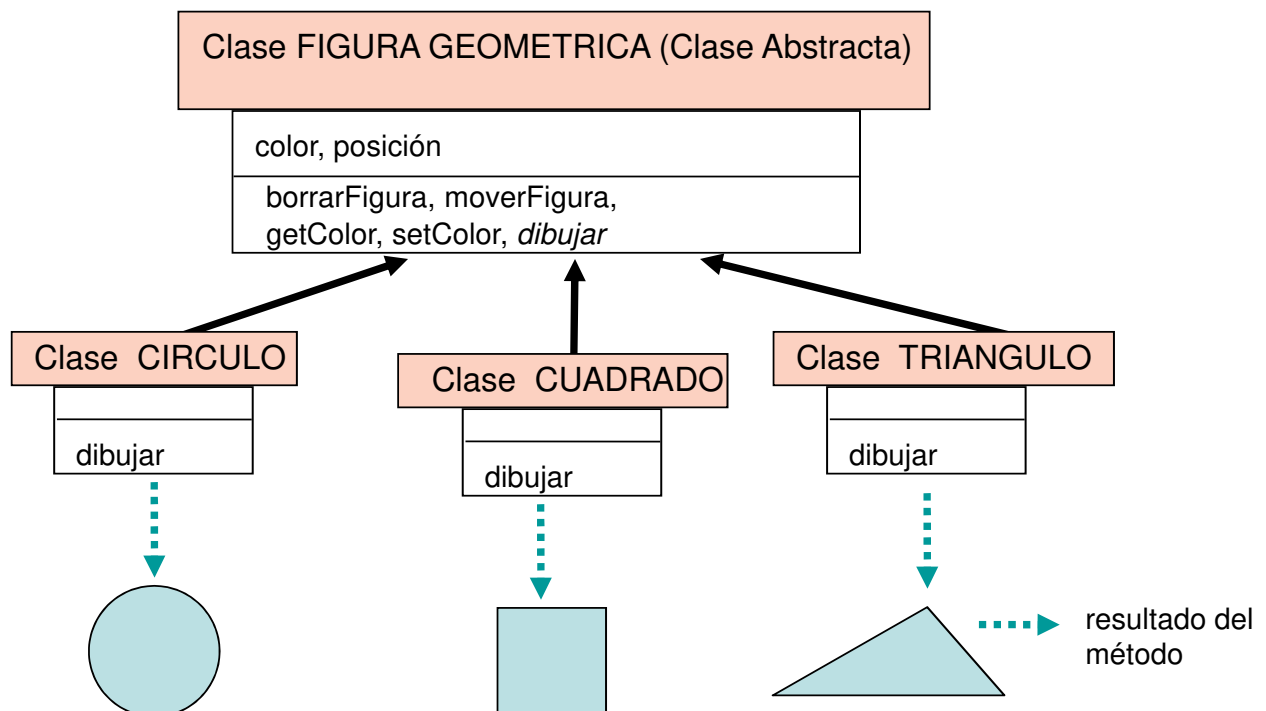 Clase FIGURA GEOMETRICA (Clase Abstracta)
color, posición
borrarFigura, moverFigura,
getColor, setColor, dibujar
Clase CIRCULO
Clase CUADRADO
Clase TRIANGULO
dibujar
dibujar
dibujar
resultado del
método